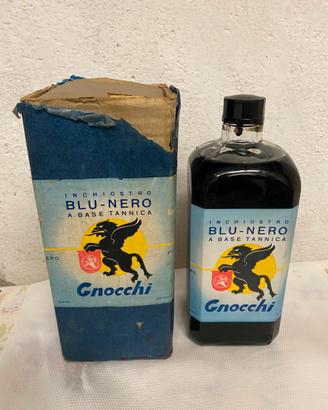 INCHIOSTRO
BLU-NERO
A BASE TANNICA
Gnocchi
INCHIOSTRO
BLU-NERO
A BASE TANNICA
Gnocchi